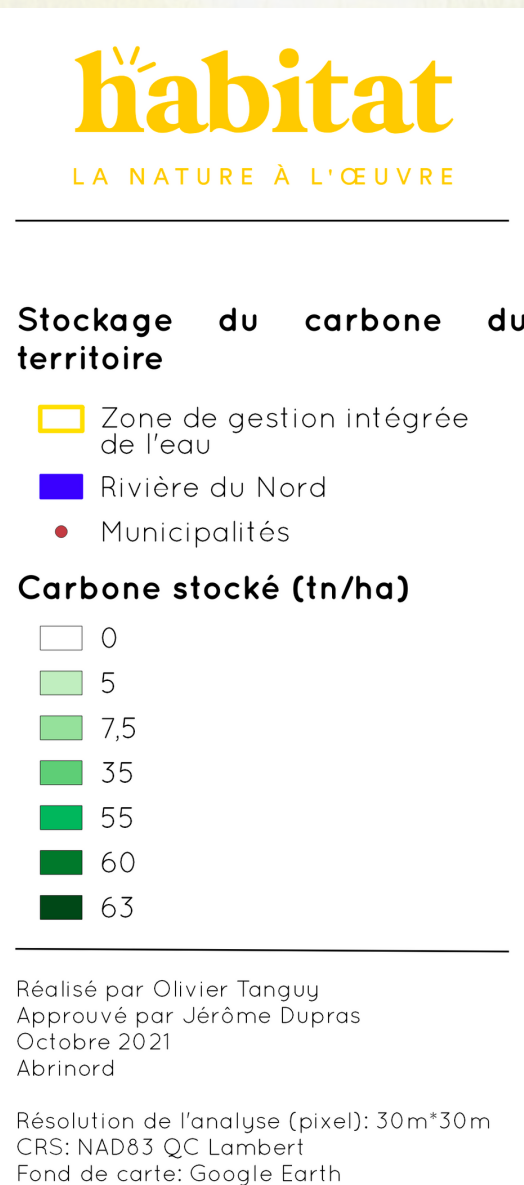 habitat
LA NATURE À L'ŒUVRE
Stockage du carbone du
territoire
Zone de gestion intégrée
de l'eau
Rivière du Nord
Municipalités
Carbone stocké (tn/ha)
0
5
7,5
35
55
60
63
Réalisé par Olivier Tanguy
Approuvé par Jérôme Dupras
Octobre 2021
Abrinord
Résolution de l'analyse (pixel): 30m*30m
CRS: NAD83 QC Lambert
Fond de carte: Google Earth